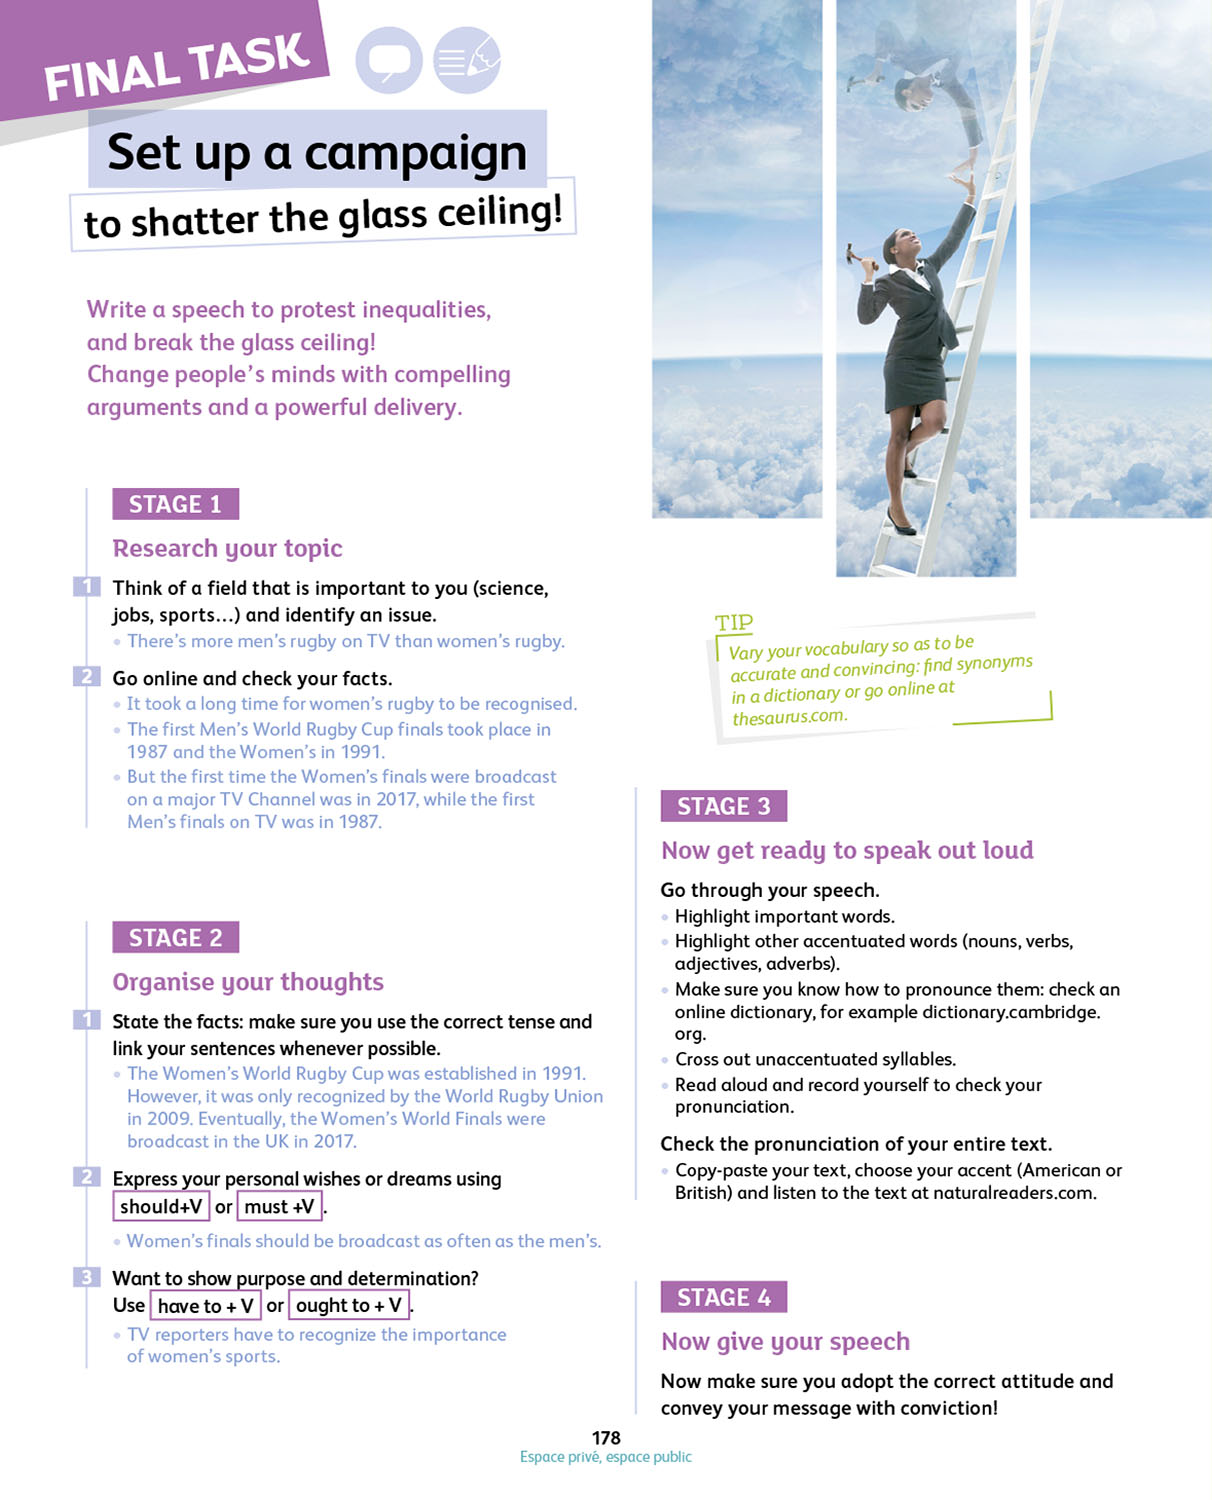 FINAL TASK
Set up a campaign
to shatter the glass ceiling!
Write a speech to protest inequalities,
and break the glass ceiling!
Change people's minds with compelling
arguments and a powerful delivery.
STAGE 1
Research your topic
1 Think of a field that is important to you (science,
jobs, sports...) and identify an issue.
• There's more men's rugby on TV than women's rugby.
2 Go online and check your facts.
• It took a long time for women's rugby to be recognised.
• The first Men's World Rugby Cup finals took place in
1987 and the Women's in 1991.
• But the first time the Women's finals were broadcast
on a major TV Channel was in 2017, while the first
Men's finals on TV was in 1987.
STAGE 2
Organise your thoughts
1 State the facts: make sure you use the correct tense and
link your sentences whenever possible.
• The Women's World Rugby Cup was established in 1991.
However, it was only recognized by the World Rugby Union
in 2009. Eventually, the Women's World Finals were
broadcast in the UK in 2017.
2 Express your personal wishes or dreams using
should+V or must +V.
• Women's finals should be broadcast as often as the men's.
3 Want to show purpose and determination?
Use have to + V or ought to + V.
• TV reporters have to recognize the importance
of women's sports.
TIP
Vary your vocabulary so as to be
accurate and convincing: find synonyms
in a dictionary or go online at
thesaurus.com.
STAGE 3
Now get ready to speak out loud
Go through your speech.
• Highlight important words.
• Highlight other accentuated words (nouns, verbs,
adjectives, adverbs).
• Make sure you know how to pronounce them: check an
online dictionary, for example dictionary.cambridge.
org.
• Cross out unaccentuated syllables.
• Read aloud and record yourself to check your
pronunciation.
Check the pronunciation of your entire text.
• Copy-paste your text, choose your accent (American or
British) and listen to the text at naturalreaders.com.
STAGE 4
Now give your speech
Now make sure you adopt the correct attitude and
convey your message with conviction!
178
Espace privé, espace public